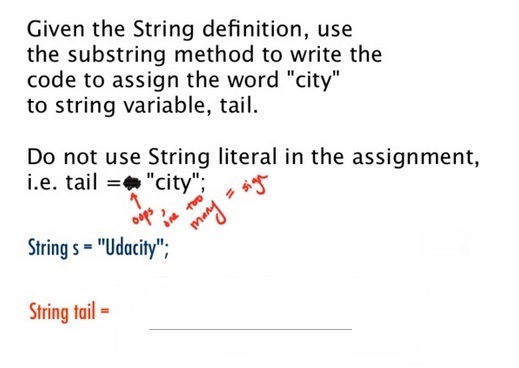 Given the String definition, use
the substring method to write the
code to assign the word "city"
to string variable, tail.
Do not use String literal in the assignment,
i.e. tail = "city";
oops, one too many = sign
String s = "Udacity";
String tail =